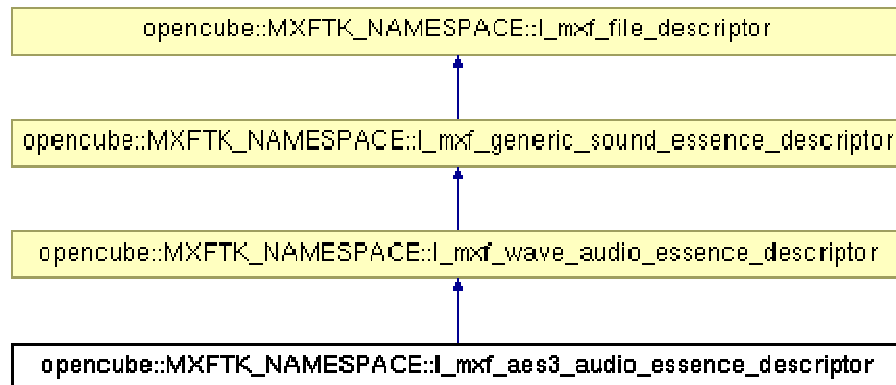 opencube::MXFTK_NAMESPACE::I_mxf_file_descriptor
opencube::MXFTK_NAMESPACE::I_mxf_generic_sound_essence_descriptor
opencube::MXFTK_NAMESPACE::I_mxf_wave_audio_essence_descriptor
opencube::MXFTK_NAMESPACE::I_mxf_aes3_audio_essence_descriptor